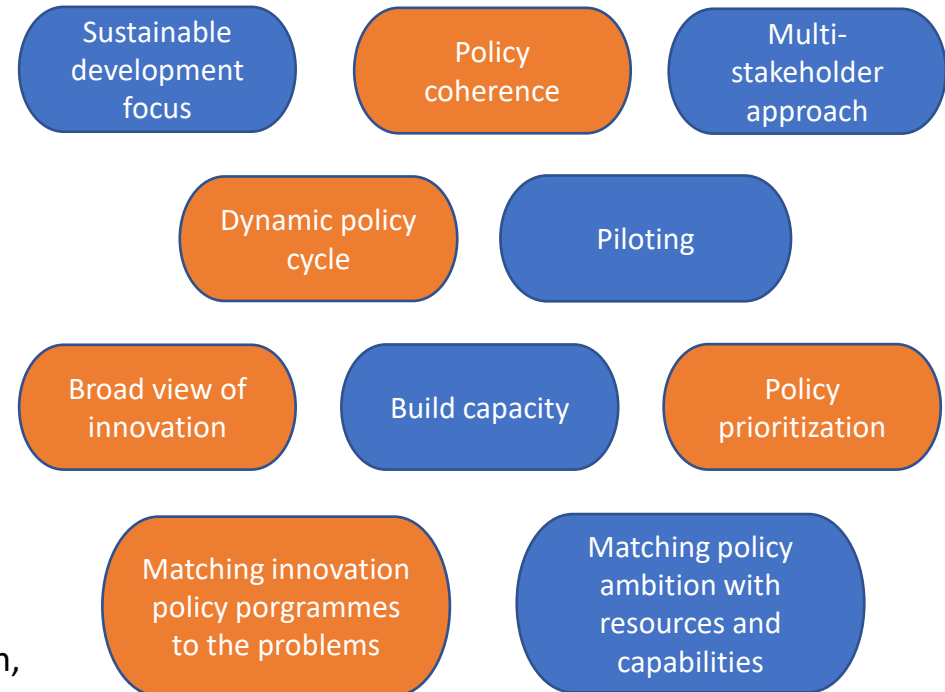 Sustainable
development
focus
Policy
coherence
Multi-
stakeholder
approach
Dynamic policy
cycle
Piloting
Broad view of
innovation
Build capacity
Policy
prioritization
Matching innovation
policy porgrammes
to the problems
Matching policy
ambition with
resources and
capabilities